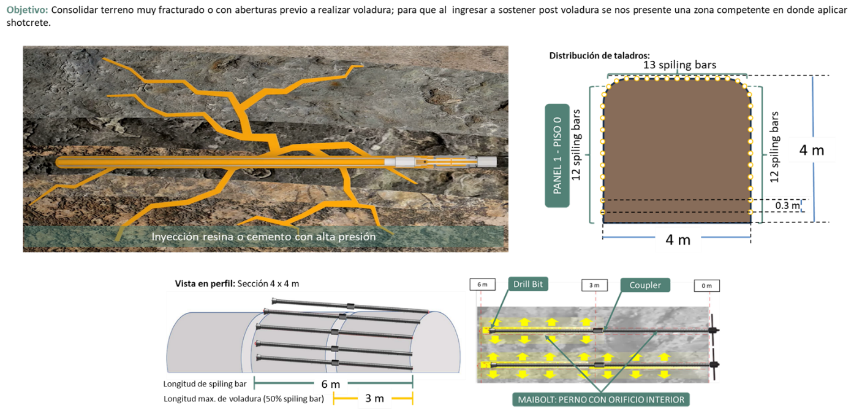 Objetivo: Consolidar terreno muy fracturado o con aberturas previo a realizar voladura; para que al ingresar a sostener post voladura se nos presente una zona competente en donde aplicar
shotcrete.
Inyección resina o cemento con alta presión
Distribución de taladros:
13 spiling bars
PANEL 1 - PISO 0
12 spiling bars
12 spiling bars
4 m
0.3 m
4 m
Vista en perfil: Sección 4 x 4 m
Longitud de spiling bar
6 m
Longitud max. de voladura (50% spiling bar)
3 m
6 m
Drill Bit
3 m
Coupler
0 m
MAIBOLT: PERNO CON ORIFICIO INTERIOR